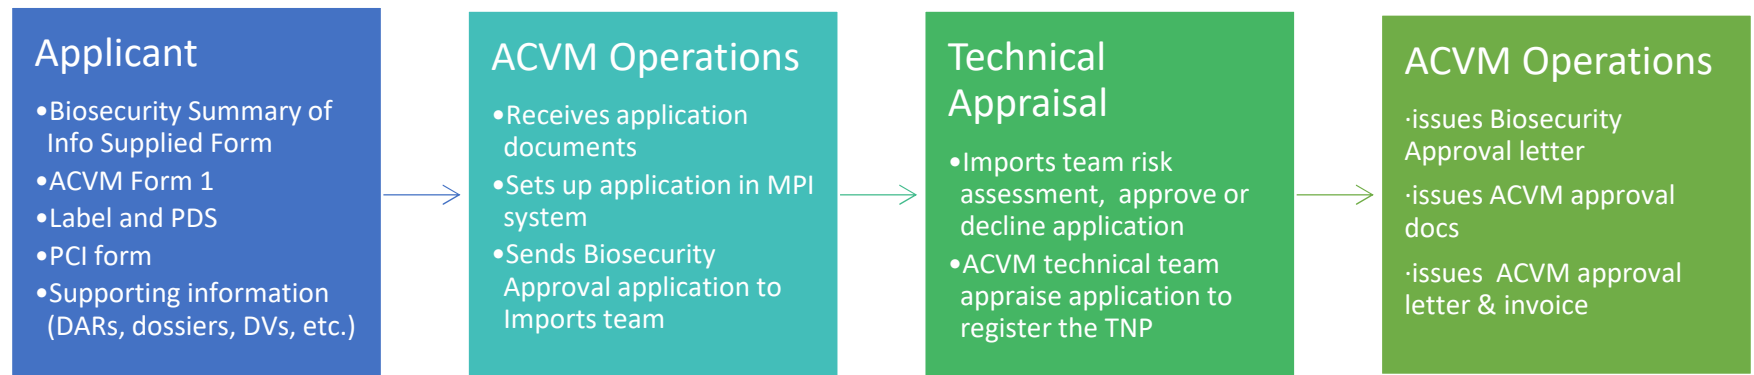 Applicant
•Biosecurity Summary of
Info Supplied Form
•ACVM Form 1
•Label and PDS
•PCI form
•Supporting information
(DARs, dossiers, DVs, etc.)
ACVM Operations
•Receives application
documents
•Sets up application in MPI
system
•Sends Biosecurity
Approval application to
Imports team
Technical
Appraisal
•Imports team risk
assessment,  approve or
decline application
•ACVM technical team
appraise application to
register the TNP
ACVM Operations
·issues Biosecurity
Approval letter
·issues ACVM approval
docs
·issues  ACVM approval
letter & invoice